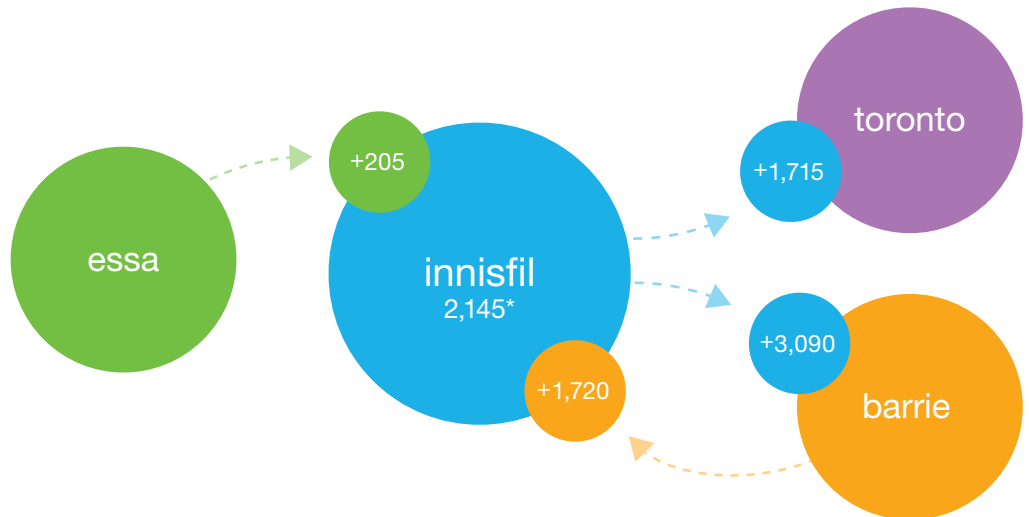 essa
+205
innisfil
2,145*
+1,720
toronto
+1,715
+3,090
barrie